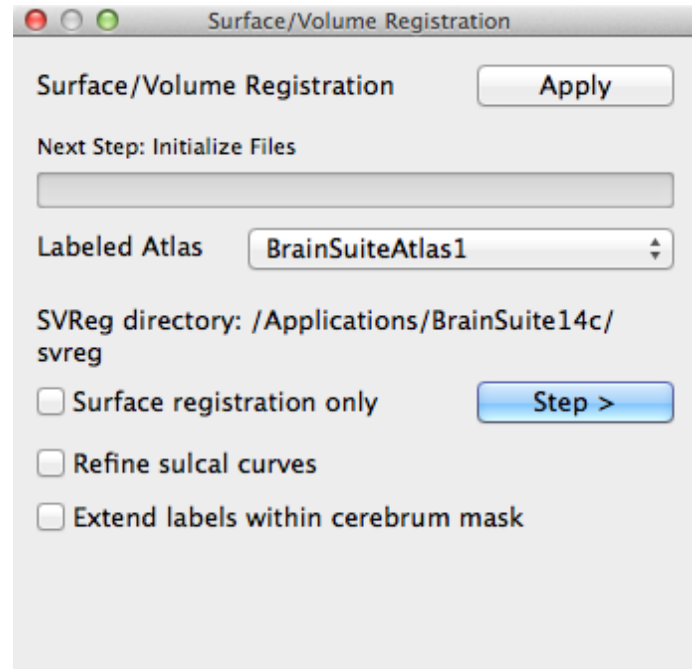 Surface/Volume Registration
Surface/Volume Registration Apply
Next Step: Initialize Files
Labeled Atlas BrainSuiteAtlas1
SVReg directory: /Applications/BrainSuite14c/
svreg
Surface registration only Step >
Refine sulcal curves
Extend labels within cerebrum mask